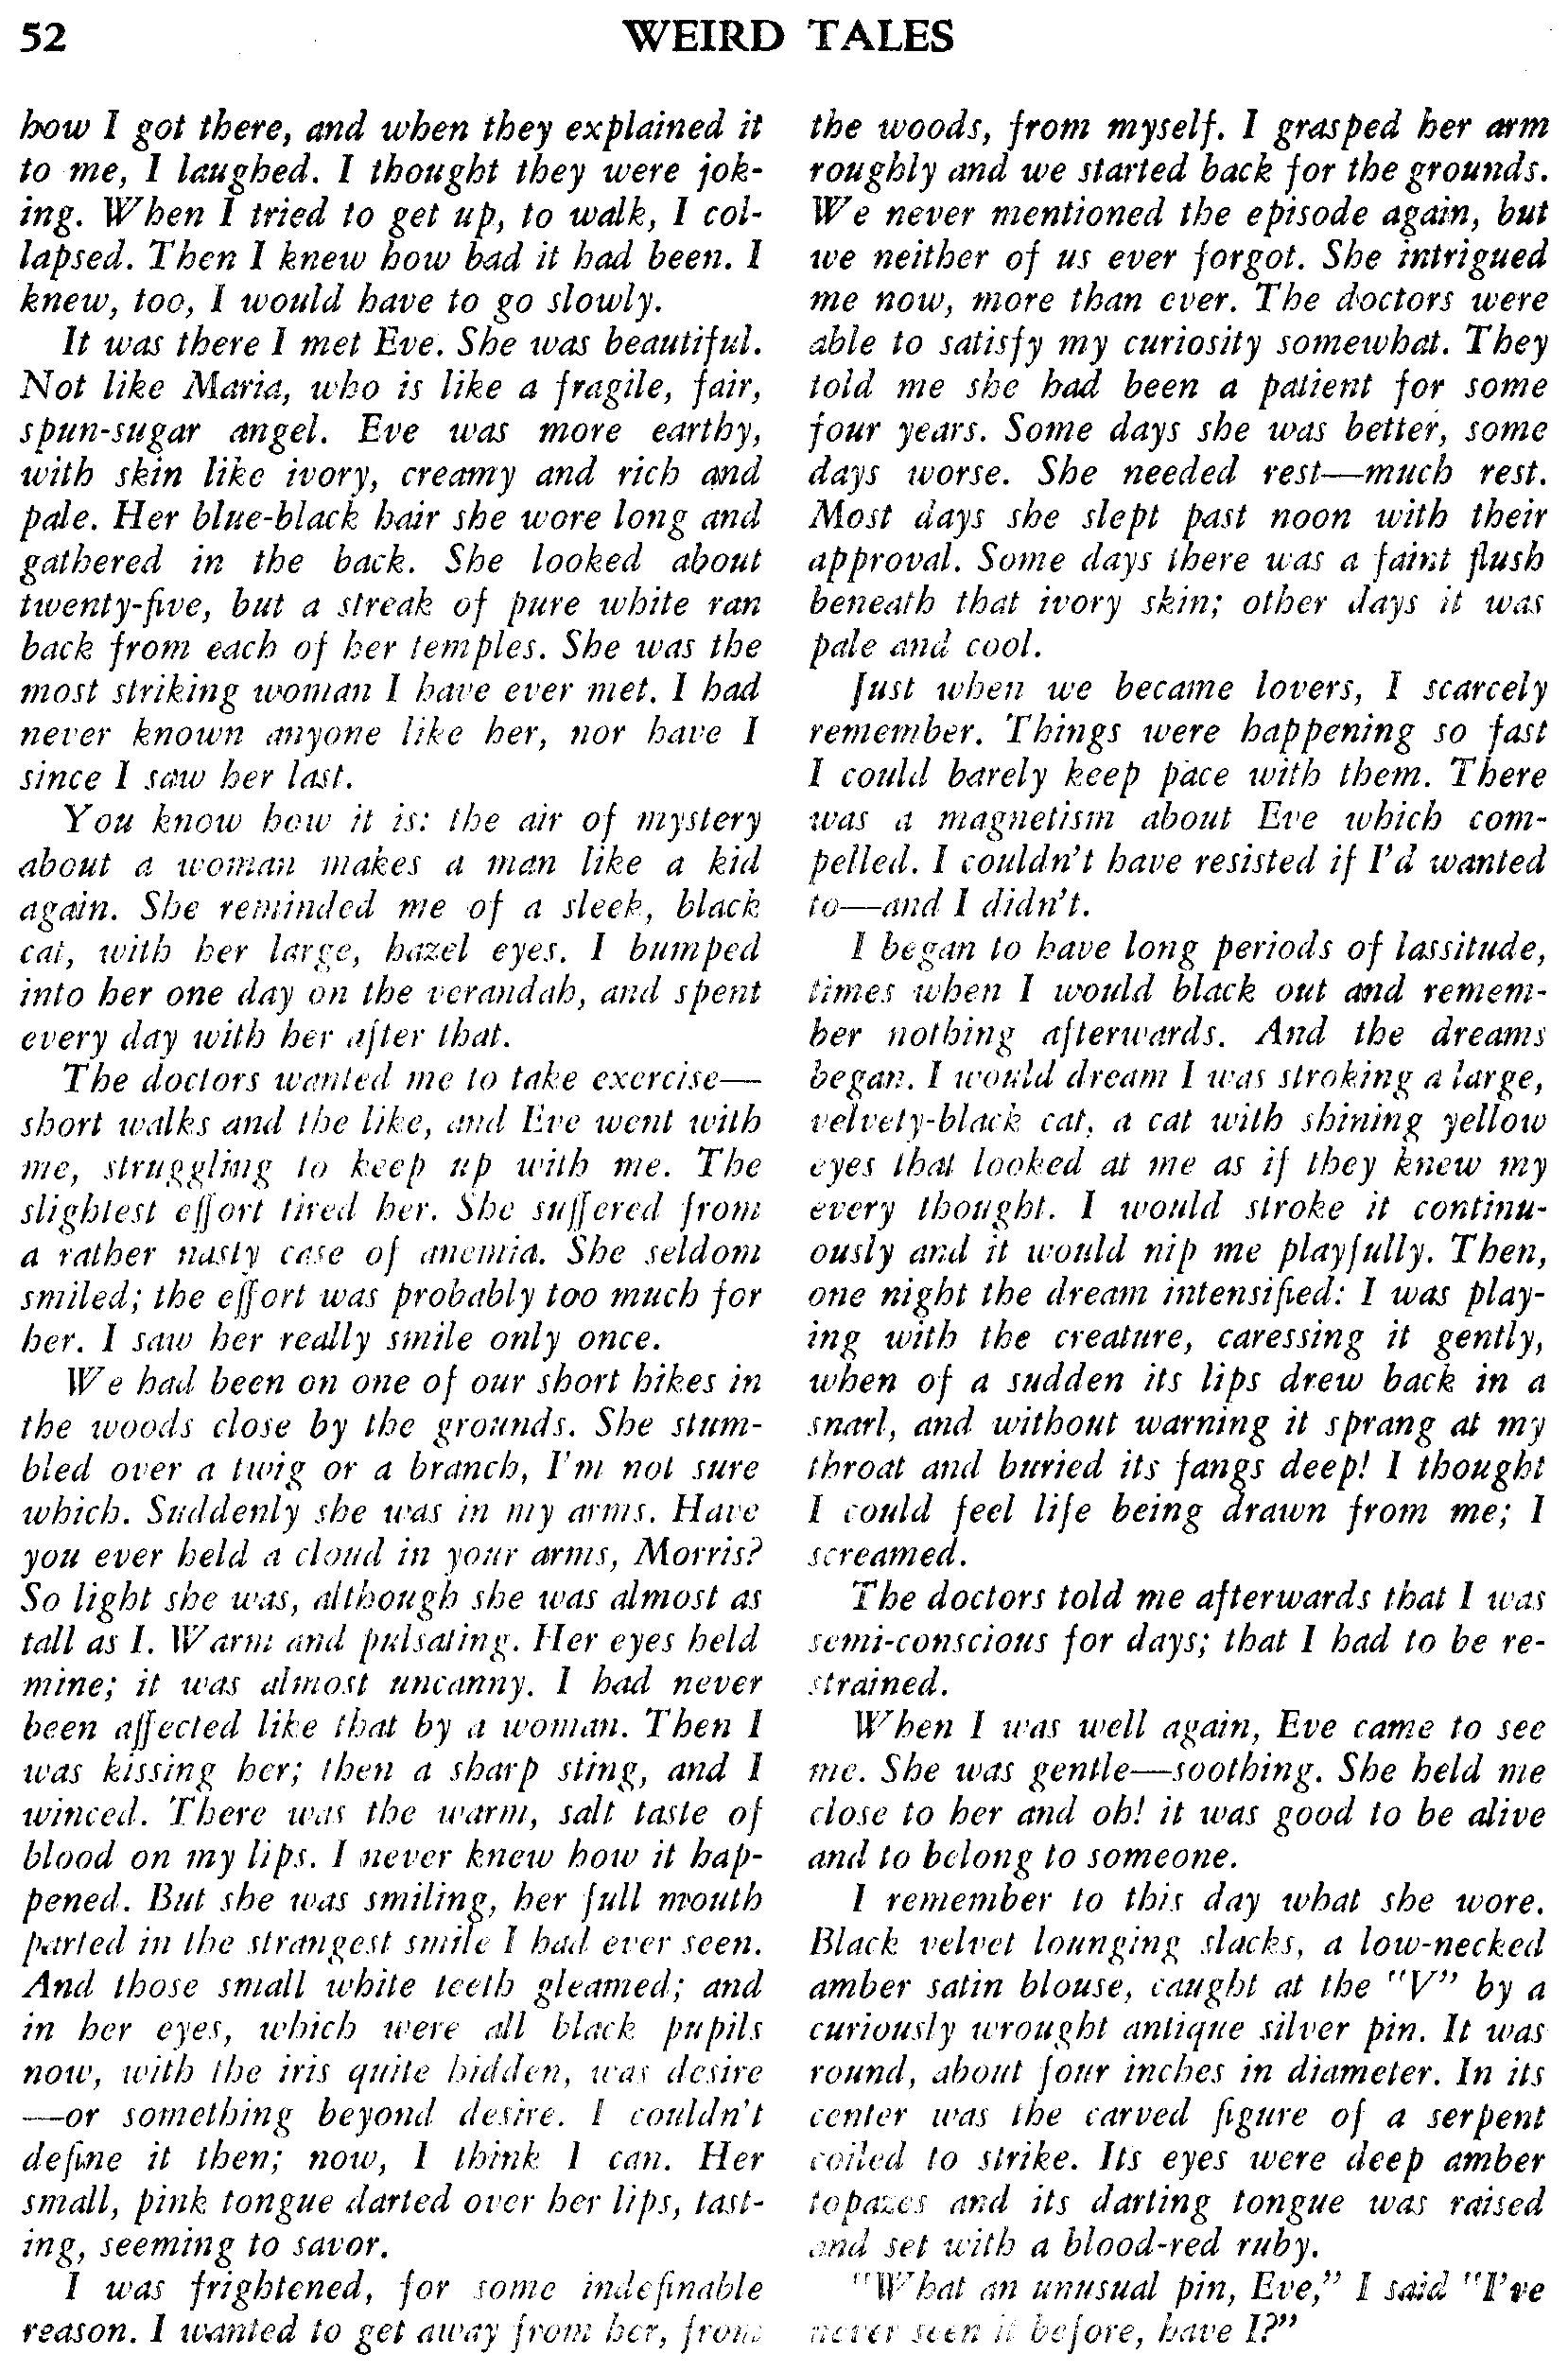 52
WEIRD TALES
how I got there, and when they explained it
to me, I laughed. I thought they were jok-
ing. When I tried to get up, to walk, I col-
lapsed. Then I knew how bad it had been. I
knew, too, I would have to go slowly.
It was there I met Eve. She was beautiful.
Not like Maria, who is like a fragile, fair,
spun-sugar angel. Eve was more earthy,
with skin like ivory, creamy and rich and
pale. Her blue-black hair she wore long and
gathered in the back. She looked about
twenty-five, but a streak of pure white ran
back from each of her temples. She was the
most striking woman I have ever met. I had
never known anyone like her, nor have I
since I saw her last.
You know how it is: the air of mystery
about a woman makes a man like a kid
again. She reminded me of a sleek, black
cat, with her large, hazel eyes. I bumped
into her one day on the verandah, and spent
every day with her after that.
The doctors wanted me to take exercise—
short walks and the like, and Eve went with
me, struggling to keep up with me. The
slightest effort tired her. She suffered from
a rather nasty case of anemia. She seldom
smiled; the effort was probably too much for
her. I saw her really smile only once.
We had been on one of our short hikes in
the woods close by the grounds. She stum-
bled over a twig or a branch, I'm not sure
which. Suddenly she was in my arms. Have
you ever held a cloud in your arms, Morris?
So light she was, although she was almost as
tall as I. Warm and pulsating. Her eyes held
mine; it was almost uncanny. I had never
been affected like that by a woman. Then I
was kissing her; then a sharp sting, and I
winced. There was the warm, salt taste of
blood on my lips. I never knew how it hap-
pened. But she was smiling, her full mouth
parted in the strangest smile I had ever seen.
And those small white teeth gleamed; and
in her eyes, which were all black pupils
now, with the iris quite hidden, was desire
—or something beyond desire. I couldn't
define it then; now, I think I can. Her
small, pink tongue darted over her lips, tast-
ing, seeming to savor.
I was frightened, for some indefinable
reason. I wanted to get away from her, from
the woods, from myself. I grasped her arm
roughly and we started back for the grounds.
We never mentioned the episode again, but
we neither of us ever forgot. She intrigued
me now, more than ever. The doctors were
able to satisfy my curiosity somewhat. They
told me she had been a patient for some
four years. Some days she was better, some
days worse. She needed rest—much rest.
Most days she slept past noon with their
approval. Some days there was a faint flush
beneath that ivory skin; other days it was
pale and cool.
Just when we became lovers, I scarcely
remember. Things were happening so fast
I could barely keep pace with them. There
was a magnetism about Eve which com-
pelled. I couldn't have resisted if I'd wanted
to—and I didn't.
I began to have long periods of lassitude,
times when I would black out and remem-
ber nothing afterwards. And the dreams
began. I would dream I was stroking a large,
velvety-black cat, a cat with shining yellow
eyes that looked at me as if they knew my
every thought. I would stroke it continu-
ously and it would nip me playfully. Then,
one night the dream intensified: I was play-
ing with the creature, caressing it gently,
when of a sudden its lips drew back in a
snarl, and without warning it sprang at my
throat and buried its fangs deep! I thought
I could feel life being drawn from me; I
screamed.
The doctors told me afterwards that I was
semi-conscious for days; that I had to be re-
strained.
When I was well again, Eve came to see
me. She was gentle—soothing. She held me
close to her and oh! it was good to be alive
and to belong to someone.
I remember to this day what she wore.
Black velvet lounging slacks, a low-necked
amber satin blouse, caught at the "V" by a
curiously wrought antique silver pin. It was
round, about four inches in diameter. In its
center was the carved figure of a serpent
coiled to strike. Its eyes were deep amber
topazes and its darting tongue was raised
and set with a blood-red ruby.
"What an unusual pin, Eve," I said "I've
never seen it before, have I?"